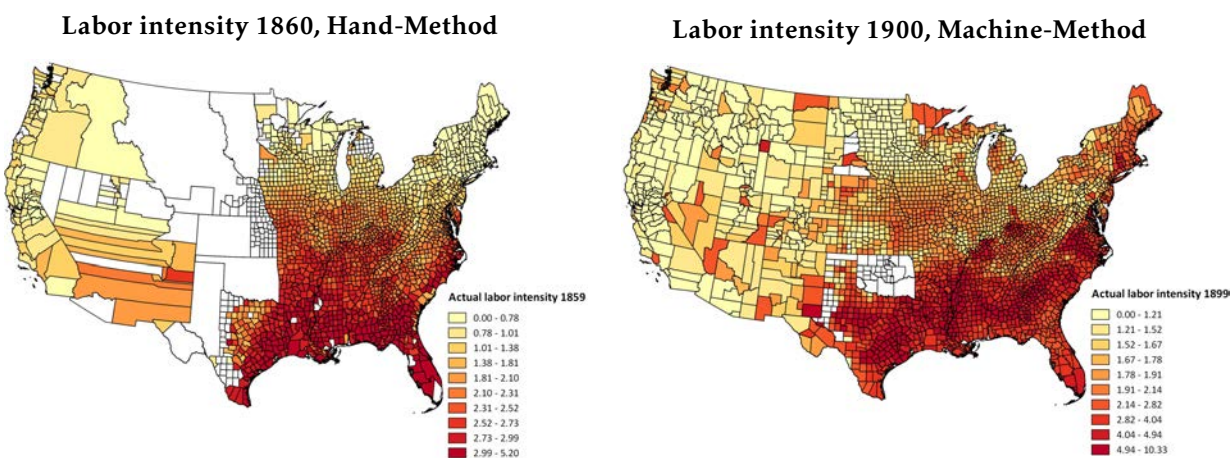 Labor intensity 1860, Hand-Method
Labor intensity 1900, Machine-Method
Actual labor intensity 1859
0.00 - 0.78
0.78 - 1.01
1.01 - 1.38
1.38 - 1.81
1.81 - 2.10
2.10 - 2.31
2.31 - 2.52
2.52 - 2.73
2.73 - 2.99
2.99 - 5.20
Actual labor intensity 1899
0.00 - 1.21
1.21 - 1.52
1.52 - 1.67
1.67 - 1.78
1.78 - 1.91
1.91 - 2.14
2.14 - 2.82
2.82 - 4.04
4.04 - 4.94
4.94 - 10.33